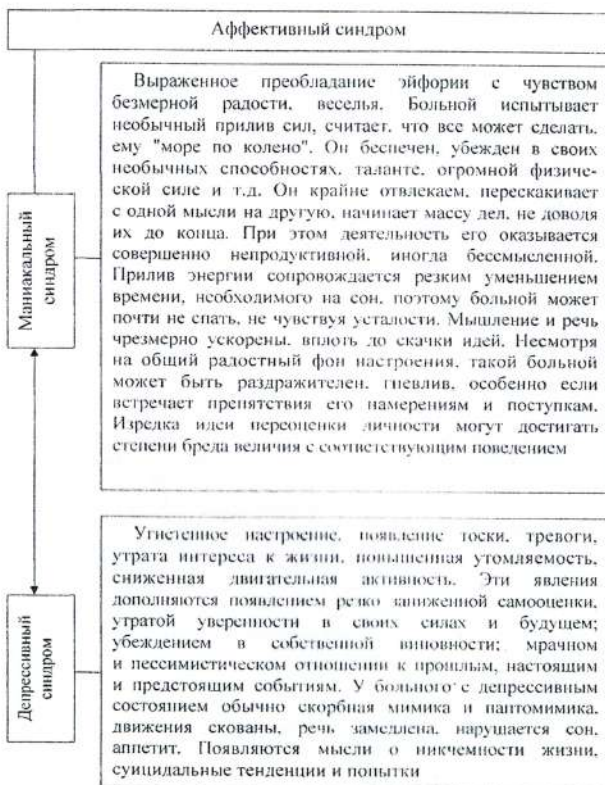 Аффективный синдром
Маниакальный
синдром
Выраженное преобладание эйфории с чувством
безмерной радости, веселья. Больной испытывает
необычный прилив сил, считает, что все может сделать,
ему "море по колено". Он беспечен, убежден в своих
необычных способностях, таланте, огромной физиче-
ской силе и т.д. Он крайне отвлекаем, перескакивает
с одной мысли на другую, начинает массу дел, не доводя
их до конца. При этом деятельность его оказывается
совершенно непродуктивной, иногда бессмысленной.
Прилив энергии сопровождается резким уменьшением
времени, необходимого на сон, поэтому больной может
почти не спать, не чувствуя усталости. Мышление и речь
чрезмерно ускорены, вплоть до скачки идей. Несмотря
на общий радостный фон настроения, такой больной
может быть раздражителен, гневлив, особенно если
встречает препятствия его намерениям и поступкам.
Изредка идеи переоценки личности могут достигать
степени бреда величия с соответствующим поведением
Депрессивный
синдром
Угнетенное настроение, появление тоски, тревоги,
утрата интереса к жизни, повышенная утомляемость,
сниженная двигательная активность. Эти явления
дополняются появлением резко заниженной самооценки,
утратой уверенности в своих силах и будущем;
убеждением в собственной виновности; мрачном
и пессимистическом отношении к прошлым, настоящим
и предстоящим событиям. У больного с депрессивным
состоянием обычно скорбная мимика и пантомимика,
движения скованы, речь замедлена, нарушается сон,
аппетит. Появляются мысли о никчемности жизни,
суицидальные тенденции и попытки